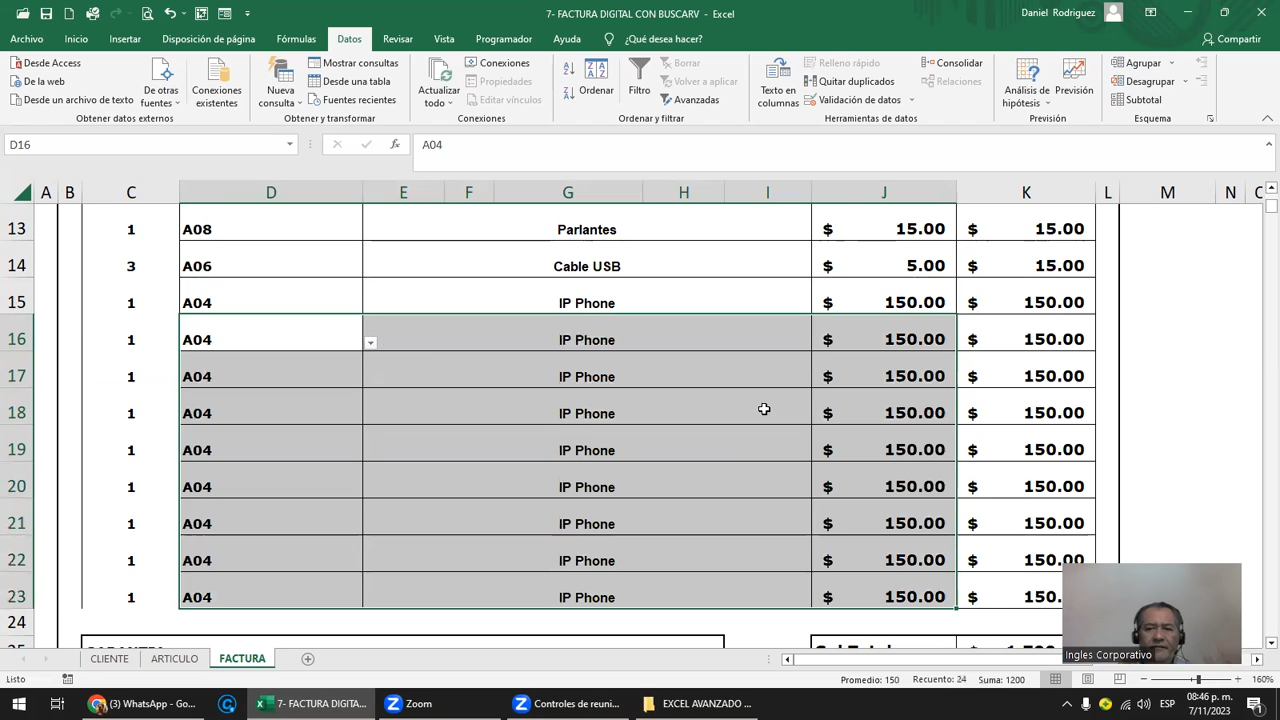 7- FACTURA DIGITAL CON BUSCARV - Excel
Daniel Rodriguez
Archivo Inicio Insertar Disposición de página Fórmulas Datos Revisar Vista Programador Ayuda ¿Qué desea hacer? Compartir
Desde Access
De la web
Desde un archivo de texto
De otras fuentes
Conexiones existentes
Obtener datos externos
Nueva consulta
Mostrar consultas
Desde una tabla
Fuentes recientes
Obtener y transformar
Actualizar todo
Conexiones
Propiedades
Editar vínculos
Conexiones
Ordenar
Filtro
Borrar
Volver a aplicar
Avanzadas
Ordenar y filtrar
Texto en columnas
Relleno rápido
Quitar duplicados
Validación de datos
Consolidar
Relaciones
Herramientas de datos
Análisis de hipótesis
Previsión
Previsión
Agrupar
Desagrupar
Subtotal
Esquema
D16 fx A04
A B C D E F G H I J K L M N
13 1 A08 Parlantes $ 15.00 $ 15.00
14 3 A06 Cable USB $ 5.00 $ 15.00
15 1 A04 IP Phone $ 150.00 $ 150.00
16 1 A04 IP Phone $ 150.00 $ 150.00
17 1 A04 IP Phone $ 150.00 $ 150.00
18 1 A04 IP Phone $ 150.00 $ 150.00
19 1 A04 IP Phone $ 150.00 $ 150.00
20 1 A04 IP Phone $ 150.00 $ 150.00
21 1 A04 IP Phone $ 150.00 $ 150.00
22 1 A04 IP Phone $ 150.00 $ 150.00
23 1 A04 IP Phone $ 150.00 $ 150.
24
Ingles Corporativo
CLIENTE ARTICULO FACTURA
Listo Promedio: 150 Recuento: 24 Suma: 1200 160%
(3) WhatsApp - Go... 7- FACTURA DIGITA... Zoom Controles de reuni... EXCEL AVANZADO ... ESP 08:46 p. m.
7/11/2023